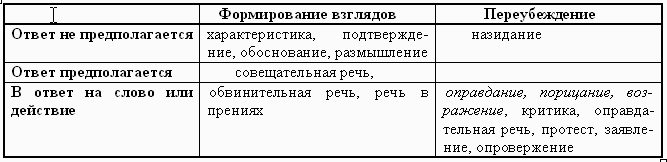 Формирование взглядов Переубеждение
Ответ не предполагается характеристика, подтвержде- назидание
ние, обоснование, размышление
Ответ предполагается совещательная речь,
В ответ на слово или обвинительная речь, речь в оправдание, порицание, воз-
действие прениях ражение, критика, оправда-
тельная речь, протест, заявле-
ние, опровержение